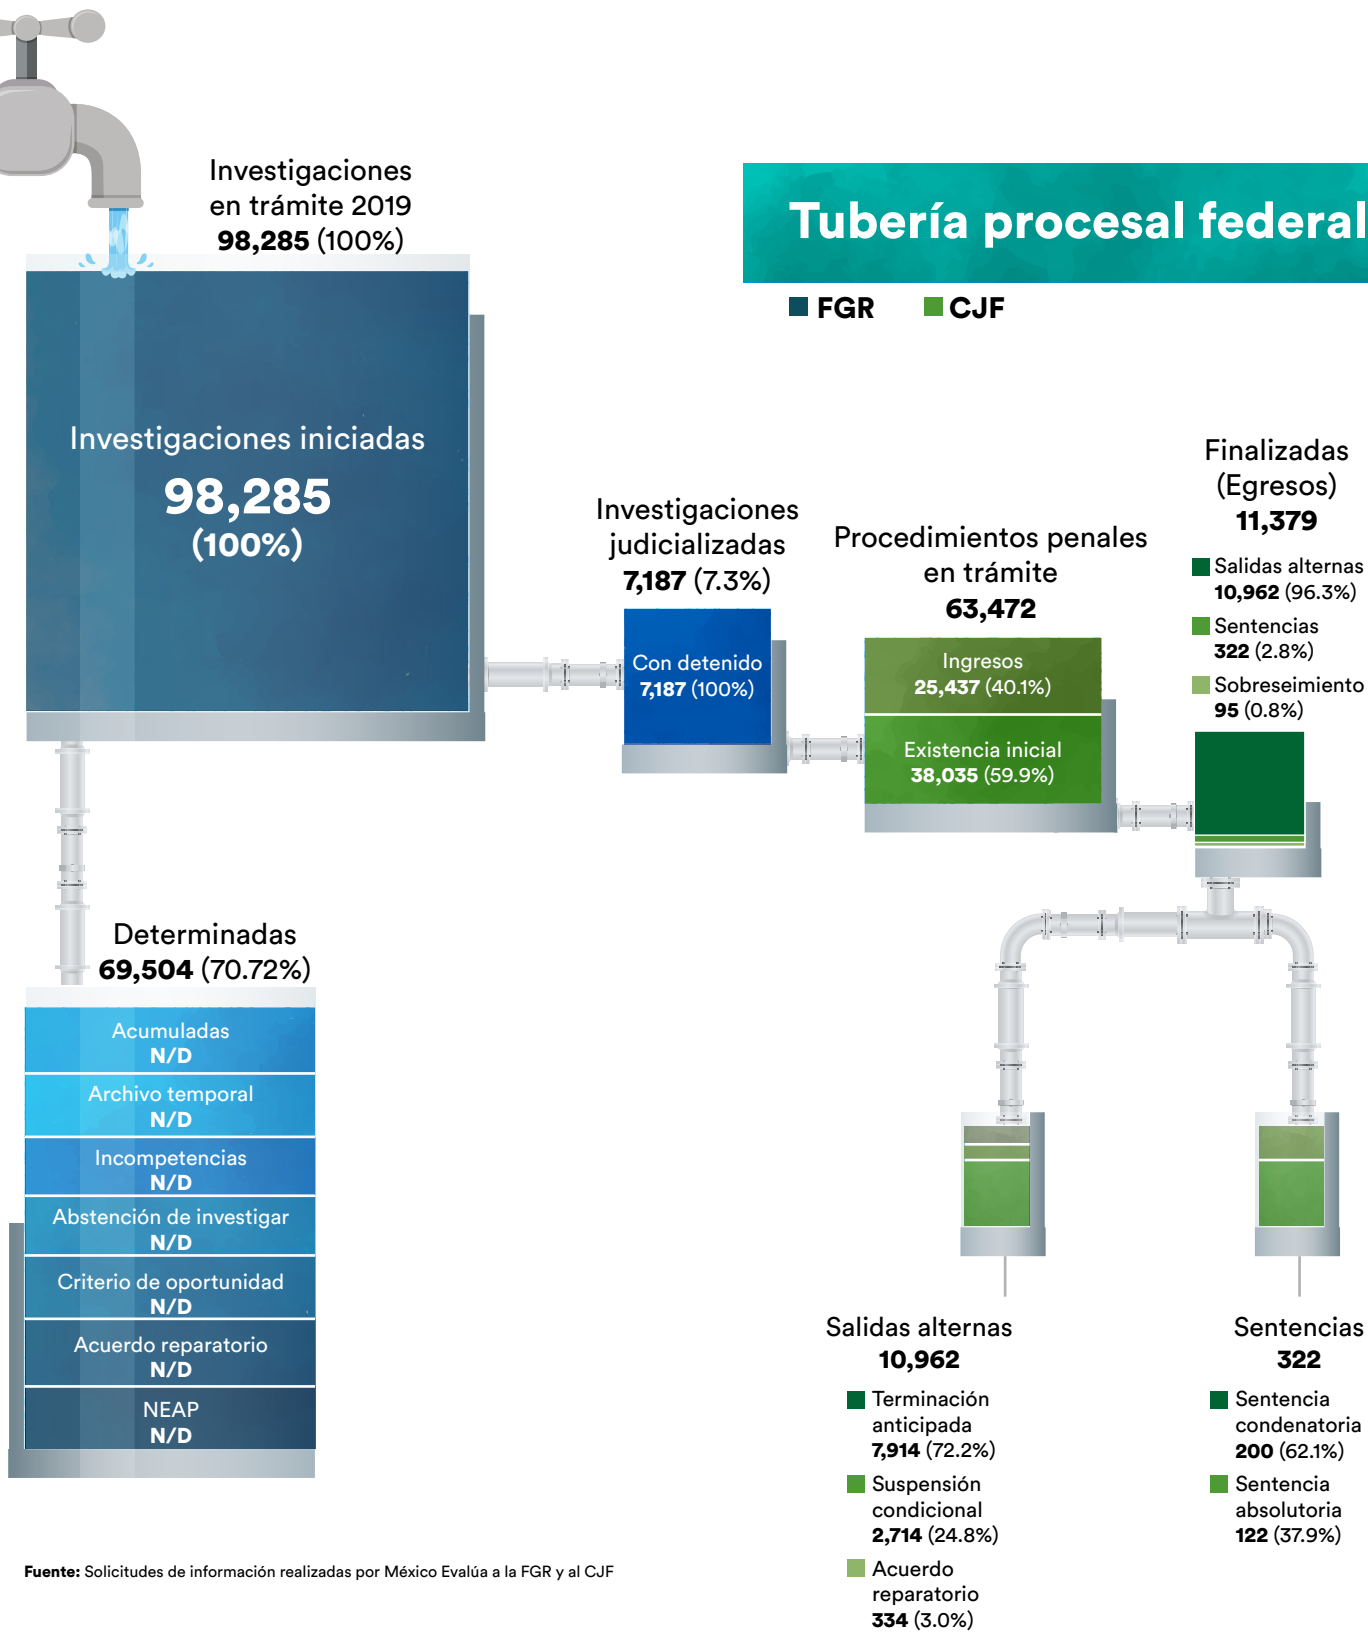 Investigaciones
en trámite 2019
98,285 (100%)
Tubería procesal federal
FGR
CJF
Investigaciones iniciadas
98,285
(100%)
Investigaciones
judicializadas
7,187 (7.3%)
Con detenido
7,187 (100%)
Procedimientos penales
en trámite
63,472
Ingresos
25,437 (40.1%)
Existencia inicial
38,035 (59.9%)
Finalizadas
(Egresos)
11,379
Salidas alternas
10,962 (96.3%)
Sentencias
322 (2.8%)
Sobreseimiento
95 (0.8%)
Determinadas
69,504 (70.72%)
Acumuladas
N/D
Archivo temporal
N/D
Incompetencias
N/D
Abstención de investigar
N/D
Criterio de oportunidad
N/D
Acuerdo reparatorio
N/D
NEAP
N/D
Salidas alternas
10,962
Terminación
anticipada
7,914 (72.2%)
Suspensión
condicional
2,714 (24.8%)
Acuerdo
reparatorio
334 (3.0%)
Sentencias
322
Sentencia
condenatoria
200 (62.1%)
Sentencia
absolutoria
122 (37.9%)
Fuente: Solicitudes de información realizadas por México Evalúa a la FGR y al CJF